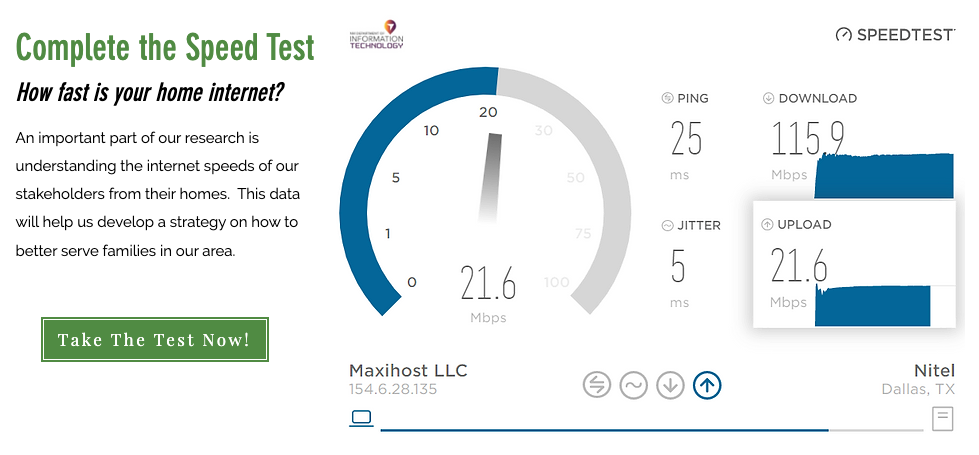 Complete the Speed Test
How fast is your home internet?
An important part of our research is
understanding the internet speeds of our
stakeholders from their homes.  This data
will help us develop a strategy on how to
better serve families in our area.
Take The Test Now!
INFORMATION
TECHNOLOGY
SPEEDTEST
0
1
5
10
20
30
50
75
100
21.6
Mbps
PING
25
ms
DOWNLOAD
115.9
Mbps
JITTER
5
ms
UPLOAD
21.6
Mbps
Maxihost LLC
154.6.28.135
Nitel
Dallas, TX